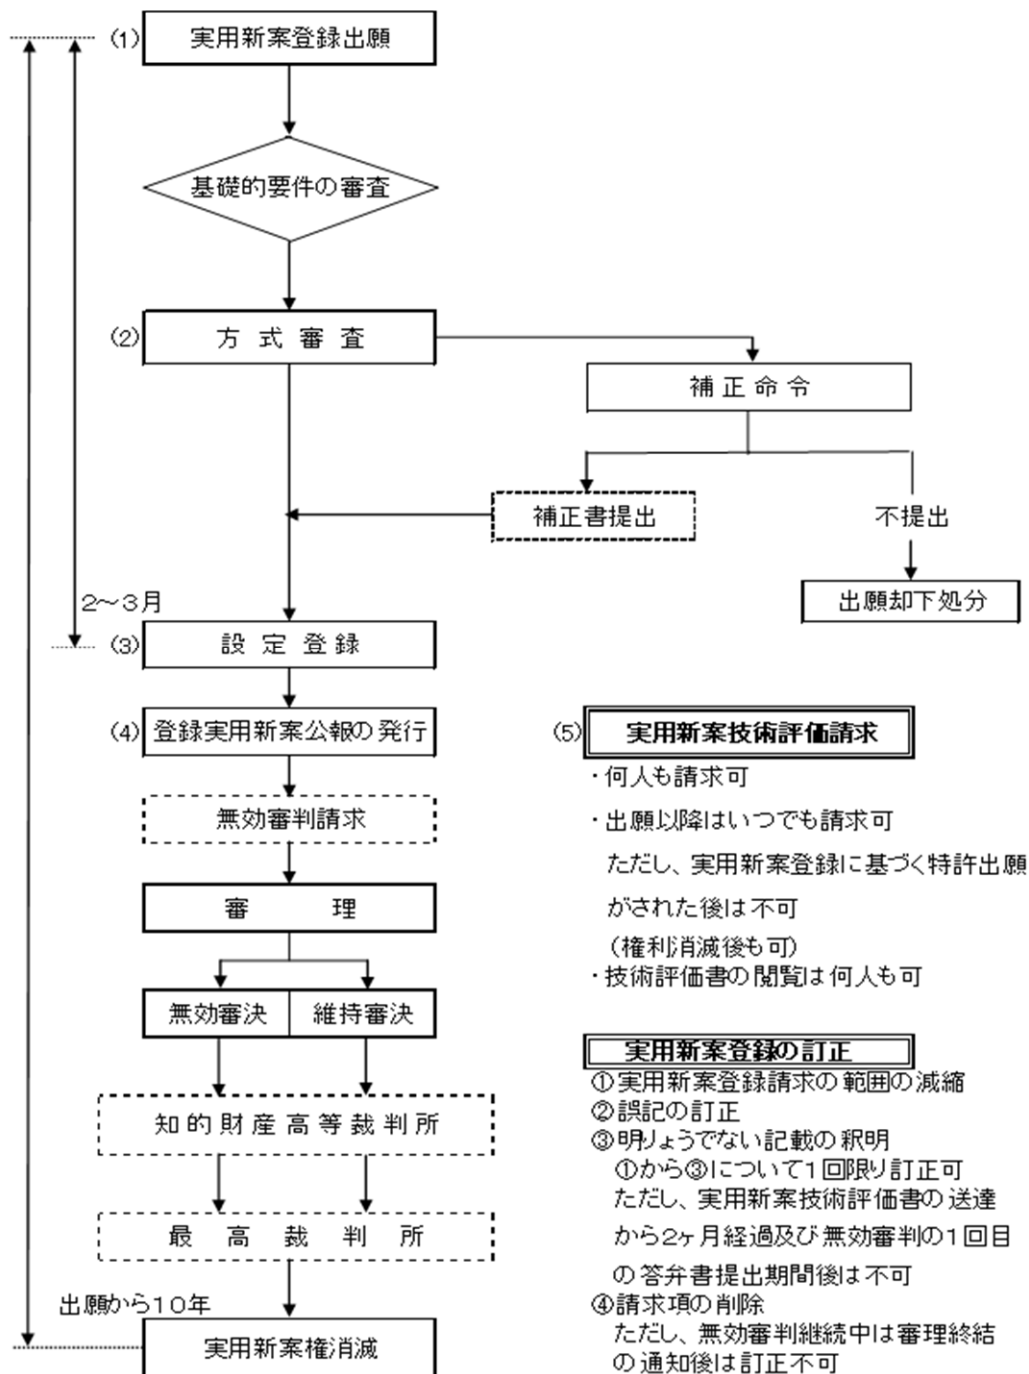 (1) 実用新案登録出願
基礎的要件の審査
(2) 方式審査
補正命令
補正書提出
不提出
出願却下処分
2～3月
(3) 設定登録
(4) 登録実用新案公報の発行
無効審判請求
審理
無効審決
維持審決
知的財産高等裁判所
最高裁判所
出願から10年
実用新案権消滅
(5) 実用新案技術評価請求
・何人も請求可
・出願以降はいつでも請求可
ただし、実用新案登録に基づく特許出願
がされた後は不可
(権利消滅後も可)
・技術評価書の閲覧は何人も可
実用新案登録の訂正
①実用新案登録請求の範囲の減縮
②誤記の訂正
③明りょうでない記載の釈明
①から③について1回限り訂正可
ただし、実用新案技術評価書の送達
から2ヶ月経過及び無効審判の1回目
の答弁書提出期間後は不可
④請求項の削除
ただし、無効審判継続中は審理終結
の通知後は訂正不可